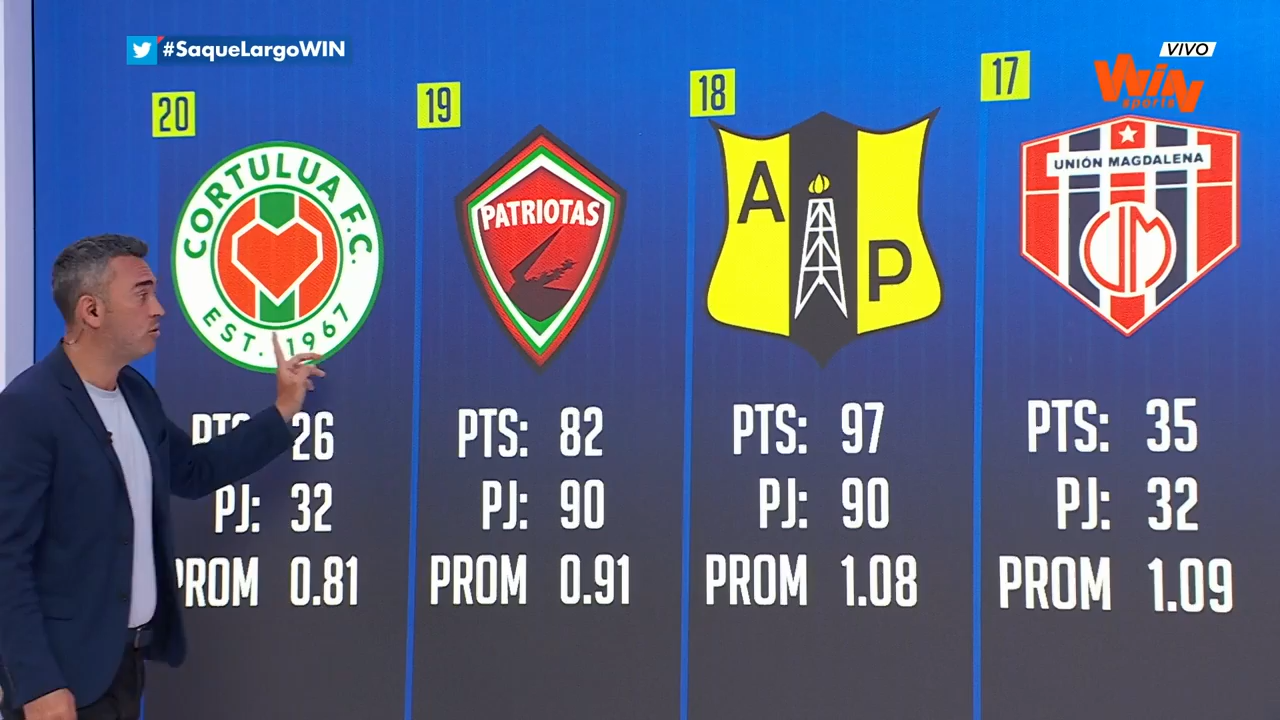 #SaqueLargoWIN
VIVO
WiN
sports
20
CORTULUA F.C.
EST. 1967
PTS: 26
PJ: 32
PROM 0.81
19
PATRIOTAS
PTS: 82
PJ: 90
PROM 0.91
18
A
P
PTS: 97
PJ: 90
PROM 1.08
17
UNIÓN MAGDALENA
UM
PTS: 35
PJ: 32
PROM 1.09